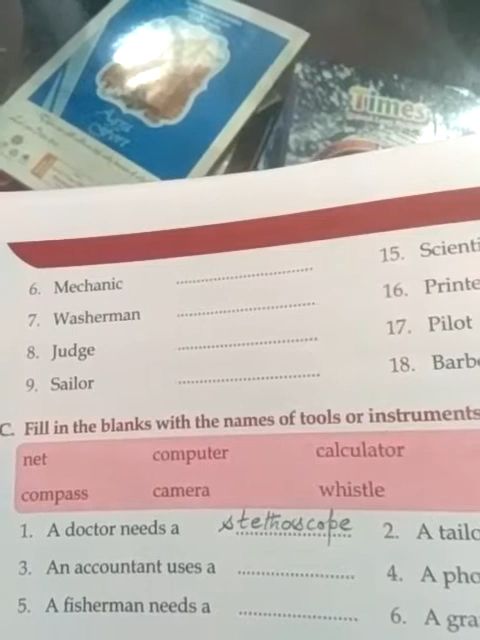 Times
6. Mechanic ........................ 15. Scienti
7. Washerman ........................ 16. Printe
8. Judge ........................ 17. Pilot
9. Sailor ........................ 18. Barbe
C. Fill in the blanks with the names of tools or instruments
net computer calculator
compass camera whistle
1. A doctor needs a stethoscope 2. A tailo
3. An accountant uses a ........................ 4. A pho
5. A fisherman needs a ........................ 6. A gra